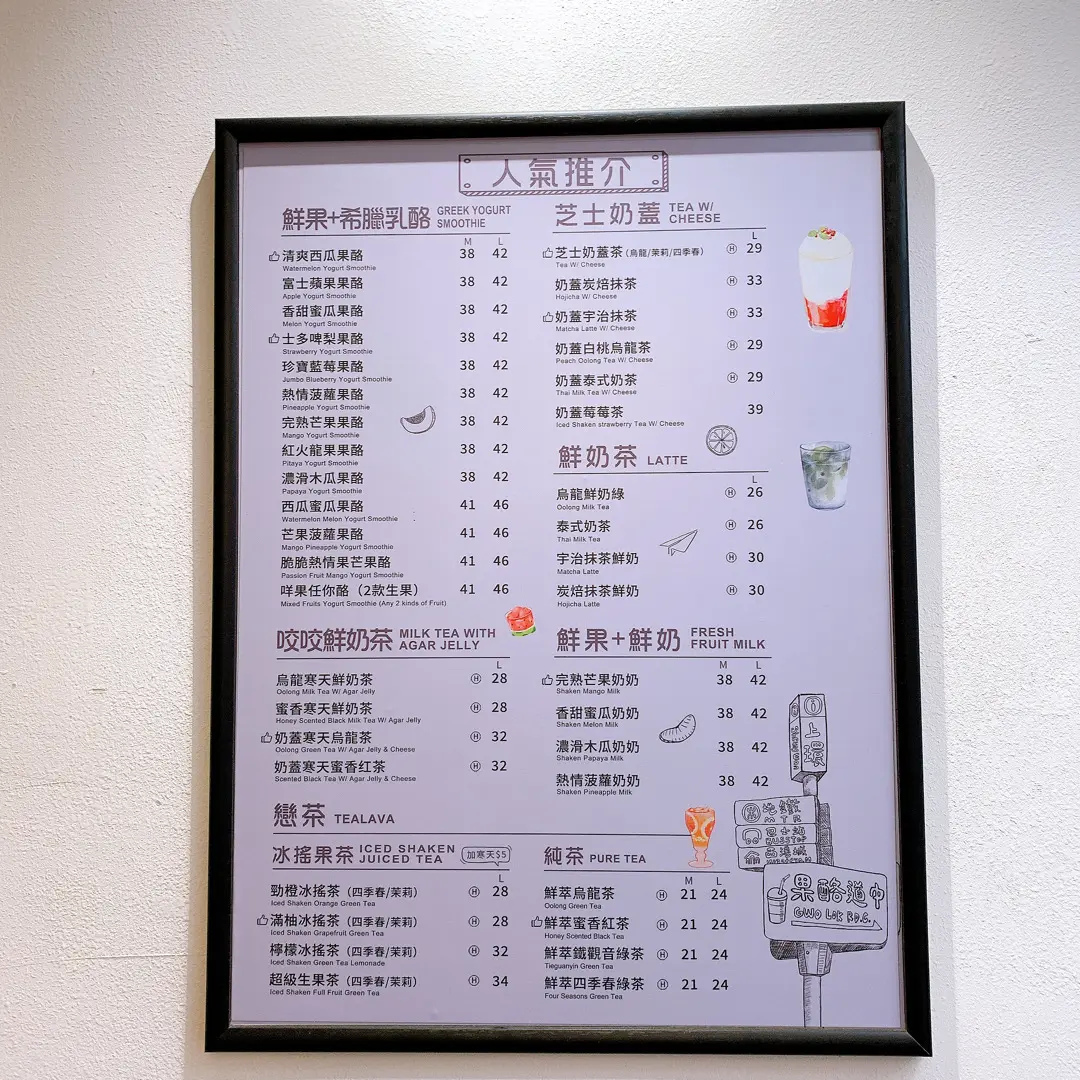 人氣推介
鮮果+希臘乳酪 GREEK YOGURT SMOOTHIE
M L
清爽西瓜果酪 38 42
Watermelon Yogurt Smoothie
富士蘋果果酪 38 42
Apple Yogurt Smoothie
香甜蜜瓜果酪 38 42
Melon Yogurt Smoothie
士多啤梨果酪 38 42
Strawberry Yogurt Smoothie
珍寶藍莓果酪 38 42
Jumbo Blueberry Yogurt Smoothie
熱情菠蘿果酪 38 42
Pineapple Yogurt Smoothie
完熟芒果果酪 38 42
Mango Yogurt Smoothie
紅火龍果果酪 38 42
Pitaya Yogurt Smoothie
濃滑木瓜果酪 38 42
Papaya Yogurt Smoothie
西瓜蜜瓜果酪 41 46
Watermelon Melon Yogurt Smoothie
芒果菠蘿果酪 41 46
Mango Pineapple Yogurt Smoothie
脆脆熱情果芒果酪 41 46
Passion Fruit Mango Yogurt Smoothie
咩果任你酪（2款生果） 41 46
Mixed Fruits Yogurt Smoothie (Any 2 kinds of Fruit)
咬咬鮮奶茶 MILK TEA WITH AGAR JELLY
L
烏龍寒天鮮奶茶 H 28
Oolong Milk Tea W/ Agar Jelly
蜜香寒天鮮奶茶 H 28
Honey Scented Black Milk Tea W/ Agar Jelly
奶蓋寒天烏龍茶 H 32
Oolong Green Tea W/ Agar Jelly & Cheese
奶蓋寒天蜜香红茶 H 32
Scented Black Tea W/ Agar Jelly & Cheese
芝士奶蓋 TEA W/ CHEESE
L
芝士奶蓋茶（烏龍/茉莉/四季春） H 29
Tea W/ Cheese
奶蓋炭焙抹茶 H 33
Hojicha W/ Cheese
奶蓋宇治抹茶 H 33
Matcha Latte W/ Cheese
奶蓋白桃烏龍茶 H 29
Peach Oolong Tea W/ Cheese
奶蓋泰式奶茶 H 29
Thai Milk Tea W/ Cheese
奶蓋莓莓茶 39
Iced Shaken strawberry Tea W/ Cheese
鮮奶茶 LATTE
L
烏龍鮮奶綠 H 26
Oolong Milk Tea
泰式奶茶 H 26
Thai Milk Tea
宇治抹茶鮮奶 H 30
Matcha Latte
炭焙抹茶鮮奶 H 30
Hojicha Latte
鮮果+鮮奶 FRESH FRUIT MILK
M L
完熟芒果奶奶 38 42
Shaken Mango Milk
香甜蜜瓜奶奶 38 42
Shaken Melon Milk
濃滑木瓜奶奶 38 42
Shaken Papaya Milk
熱情菠蘿奶奶 38 42
Shaken Pineapple Milk
戀茶 TEALAVA
冰搖果茶 ICED SHAKEN JUICED TEA 加寒天$5
L
勁橙冰搖茶（四季春/茉莉） H 28
Iced Shaken Orange Green Tea
滿柚冰搖茶（四季春/茉莉） H 28
Iced Shaken Grapefruit Green Tea
檸檬冰搖茶（四季春/茉莉） H 32
Iced Shaken Green Tea Lemonade
超級生果茶（四季春/茉莉） H 34
Iced Shaken Full Fruit Green Tea
純茶 PURE TEA
M L
鮮萃烏龍茶 H 21 24
Oolong Green Tea
鮮萃蜜香紅茶 H 21 24
Honey Scented Black Tea
鮮萃鐵觀音綠茶 H 21 24
Tieguanyin Green Tea
鮮萃四季春綠茶 H 21 24
Four Seasons Green Tea
上環
地鐵
MTR
巴士站
BUSSTOP
西港城
果酪道中
GWO LOK RD.C.